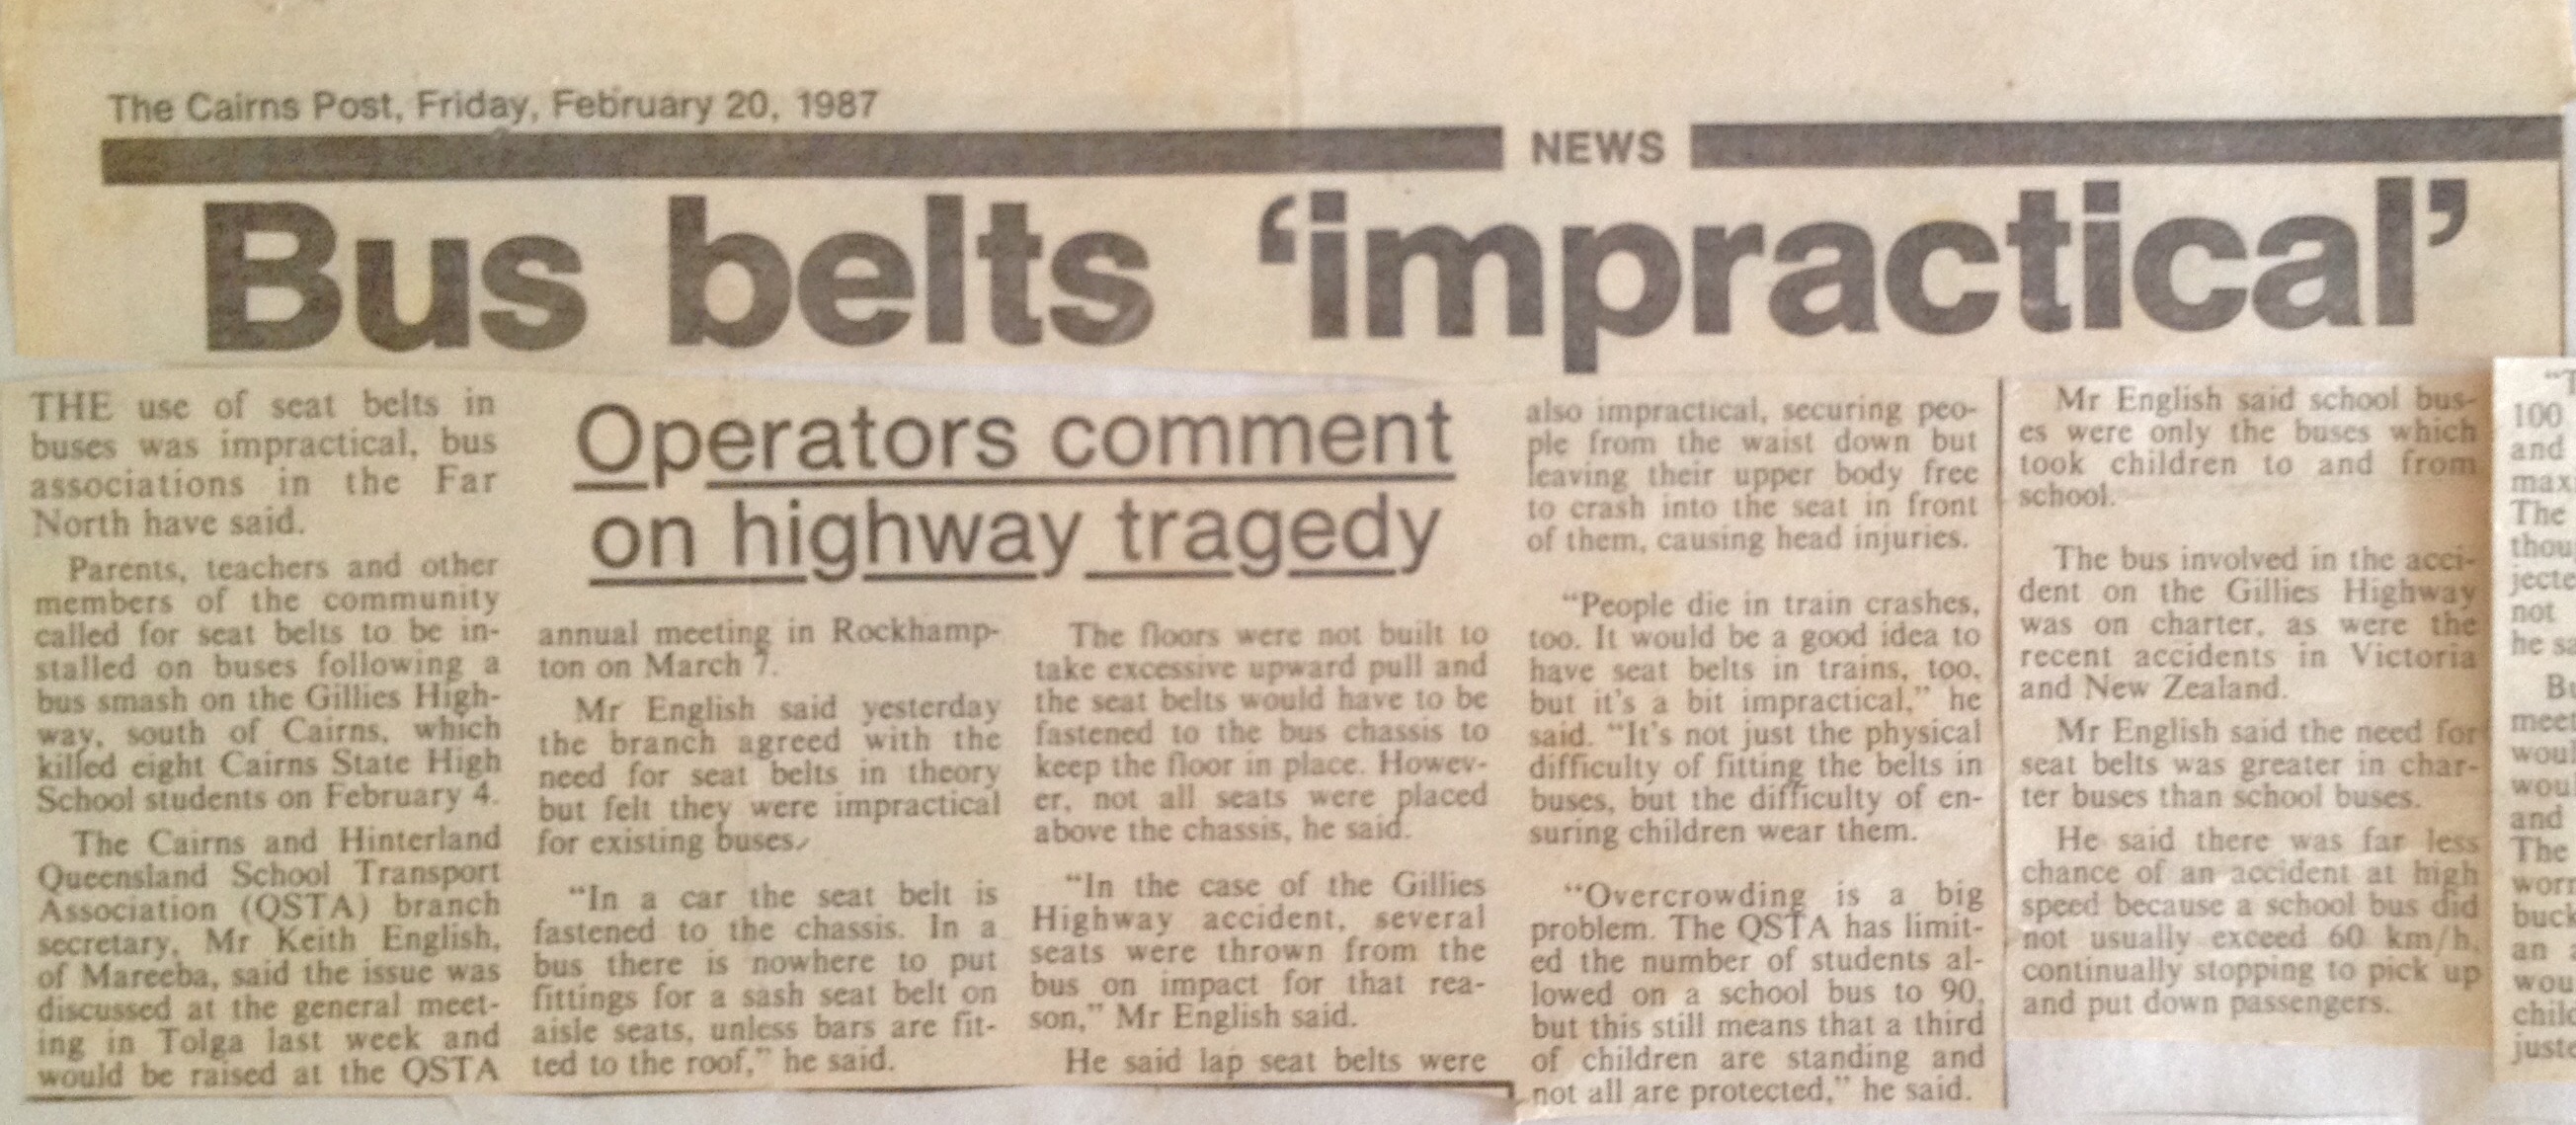 The Cairns Post, Friday, February 20, 1987
NEWS
Bus belts ‘impractical’
Operators comment
on highway tragedy
THE use of seat belts in
buses was impractical, bus
associations in the Far
North have said.
Parents, teachers and other
members of the community
called for seat belts to be in-
stalled on buses following a
bus smash on the Gillies High-
way, south of Cairns, which
killed eight Cairns State High
School students on February 4.
The Cairns and Hinterland
Queensland School Transport
Association (QSTA) branch
secretary, Mr Keith English,
of Mareeba, said the issue was
discussed at the general meet-
ing in Tolga last week and
would be raised at the QSTA
annual meeting in Rockhamp-
ton on March 7.
Mr English said yesterday
the branch agreed with the
need for seat belts in theory
but felt they were impractical
for existing buses.
“In a car the seat belt is
fastened to the chassis. In a
bus there is nowhere to put
fittings for a sash seat belt on
aisle seats, unless bars are fit-
ted to the roof,” he said.
The floors were not built to
take excessive upward pull and
the seat belts would have to be
fastened to the bus chassis to
keep the floor in place. Howev-
er, not all seats were placed
above the chassis, he said.
“In the case of the Gillies
Highway accident, several
seats were thrown from the
bus on impact for that rea-
son,” Mr English said.
He said lap seat belts were
also impractical, securing peo-
ple from the waist down but
leaving their upper body free
to crash into the seat in front
of them, causing head injuries.
“People die in train crashes,
too. It would be a good idea to
have seat belts in trains, too,
but it's a bit impractical,” he
said. “It's not just the physical
difficulty of fitting the belts in
buses, but the difficulty of en-
suring children wear them.
“Overcrowding is a big
problem. The QSTA has limit-
ed the number of students al-
lowed on a school bus to 90,
but this still means that a third
of children are standing and
not all are protected,” he said.
Mr English said school bus-
es were only the buses which
took children to and from
school.
The bus involved in the acci-
dent on the Gillies Highway
was on charter, as were the
recent accidents in Victoria
and New Zealand.
Mr English said the need for
seat belts was greater in char-
ter buses than school buses.
He said there was far less
chance of an accident at high
speed because a school bus did
not usually exceed 60 km/h,
continually stopping to pick up
and put down passengers.
100
and
The
not
and
The
an